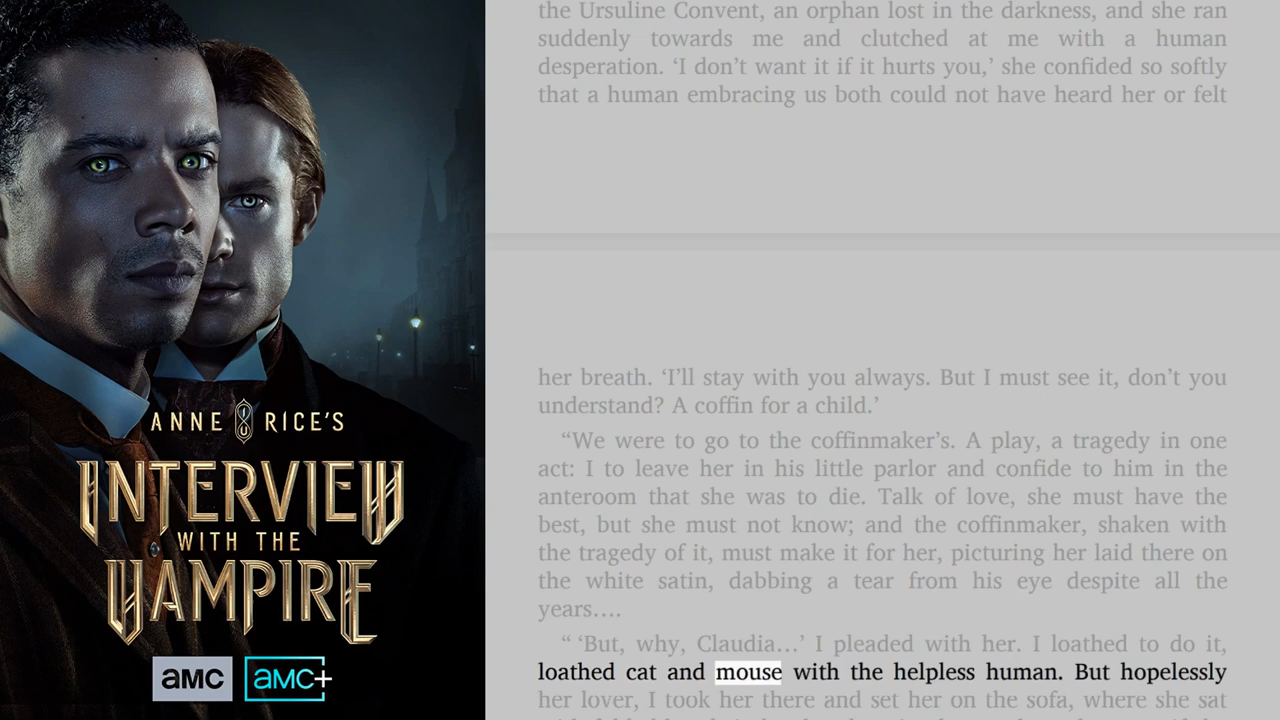 ANNE RICE'S
INTERVIEW
WITH THE
VAMPIRE
aMC
aMC+
the Ursuline Convent, an orphan lost in the darkness, and she ran
suddenly towards me and clutched at me with a human
desperation. ‘I don’t want it if it hurts you,’ she confided so softly
that a human embracing us both could not have heard her or felt
her breath. ‘I’ll stay with you always. But I must see it, don’t you
understand? A coffin for a child.’
“We were to go to the coffinmaker’s. A play, a tragedy in one
act: I to leave her in his little parlor and confide to him in the
anteroom that she was to die. Talk of love, she must have the
best, but she must not know; and the coffinmaker, shaken with
the tragedy of it, must make it for her, picturing her laid there on
the white satin, dabbing a tear from his eye despite all the
years….
“ ‘But, why, Claudia…’ I pleaded with her. I loathed to do it,
loathed cat and mouse with the helpless human. But hopelessly
her lover, I took her there and set her on the sofa, where she sat